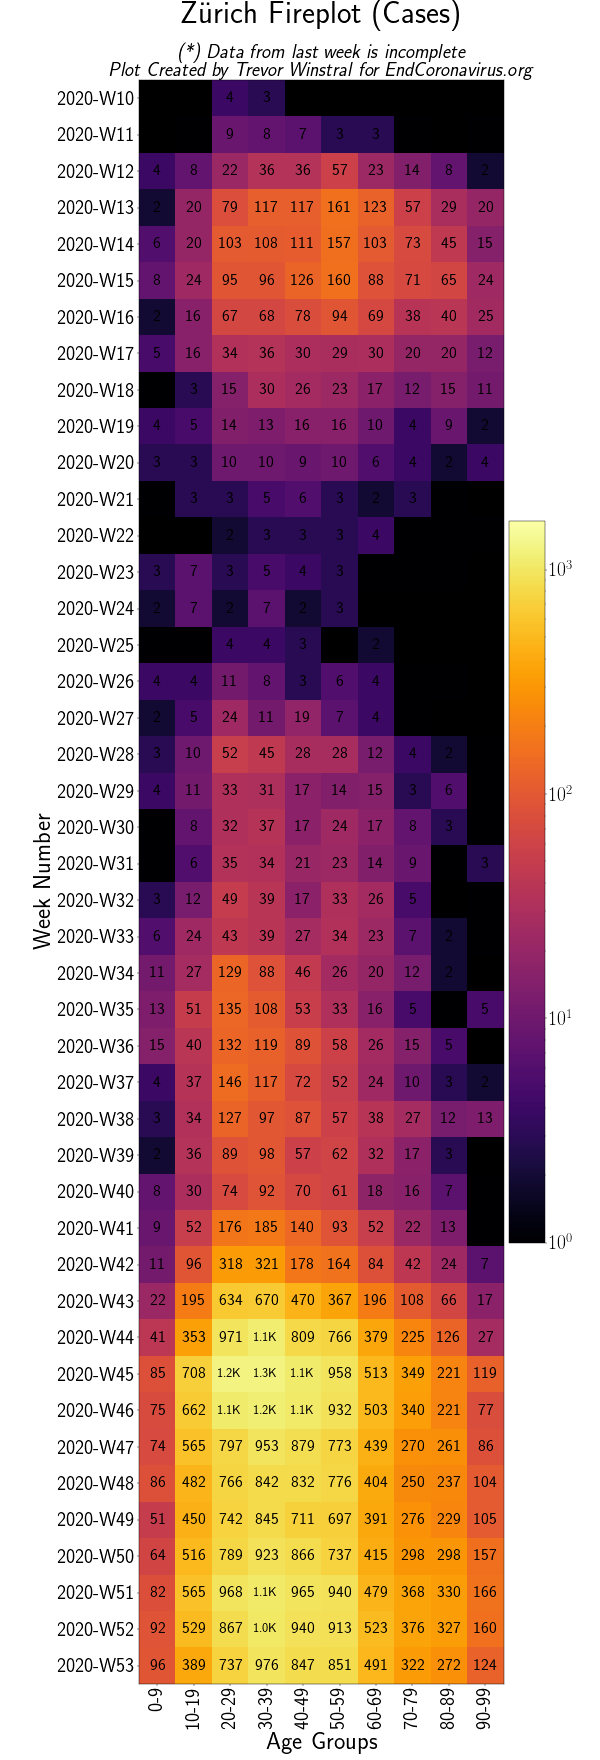 Zürich Fireplot (Cases)
(*) Data from last week is incomplete
Plot Created by Trevor Winstral for EndCoronavirus.org
2020-W10 4 3
2020-W11 9 8 7 3 3
2020-W12 4 8 22 36 36 57 23 14 8 2
2020-W13 2 20 79 117 117 161 123 57 29 20
2020-W14 6 20 103 108 111 157 103 73 45 15
2020-W15 8 24 95 96 126 160 88 71 65 24
2020-W16 2 16 67 68 78 94 69 38 40 25
2020-W17 5 16 34 36 30 29 30 20 20 12
2020-W18 3 15 30 26 23 17 12 15 11
2020-W19 4 5 14 13 16 16 10 4 9 2
2020-W20 3 3 10 10 9 10 6 4 2 4
2020-W21 3 3 5 6 3 2 3
2020-W22 2 3 3 3 4
2020-W23 3 7 3 5 4 3
2020-W24 2 7 2 7 2 3
2020-W25 4 4 3 2
2020-W26 4 4 11 8 3 6 4
2020-W27 2 5 24 11 19 7 4
2020-W28 3 10 52 45 28 28 12 4 2
2020-W29 4 11 33 31 17 14 15 3 6
2020-W30 8 32 37 17 24 17 8 3
2020-W31 6 35 34 21 23 14 9 3
2020-W32 3 12 49 39 17 33 26 5
2020-W33 6 24 43 39 27 34 23 7 2
2020-W34 11 27 129 88 46 26 20 12 2
2020-W35 13 51 135 108 53 33 16 5 5
2020-W36 15 40 132 119 89 58 26 15 5
2020-W37 4 37 146 117 72 52 24 10 3 2
2020-W38 3 34 127 97 87 57 38 27 12 13
2020-W39 2 36 89 98 57 62 32 17 3
2020-W40 8 30 74 92 70 61 18 16 7
2020-W41 9 52 176 185 140 93 52 22 13
2020-W42 11 96 318 321 178 164 84 42 24 7
2020-W43 22 195 634 670 470 367 196 108 66 17
2020-W44 41 353 971 1.1K 809 766 379 225 126 27
2020-W45 85 708 1.2K 1.3K 1.1K 958 513 349 221 119
2020-W46 75 662 1.1K 1.2K 1.1K 932 503 340 221 77
2020-W47 74 565 797 953 879 773 439 270 261 86
2020-W48 86 482 766 842 832 776 404 250 237 104
2020-W49 51 450 742 845 711 697 391 276 229 105
2020-W50 64 516 789 923 866 737 415 298 298 157
2020-W51 82 565 968 1.1K 965 940 479 368 330 166
2020-W52 92 529 867 1.0K 940 913 523 376 327 160
2020-W53 96 389 737 976 847 851 491 322 272 124
0-9 10-19 20-29 30-39 40-49 50-59 60-69 70-79 80-89 90-99
Age Groups
Week Number
10³
10²
10¹
10⁰